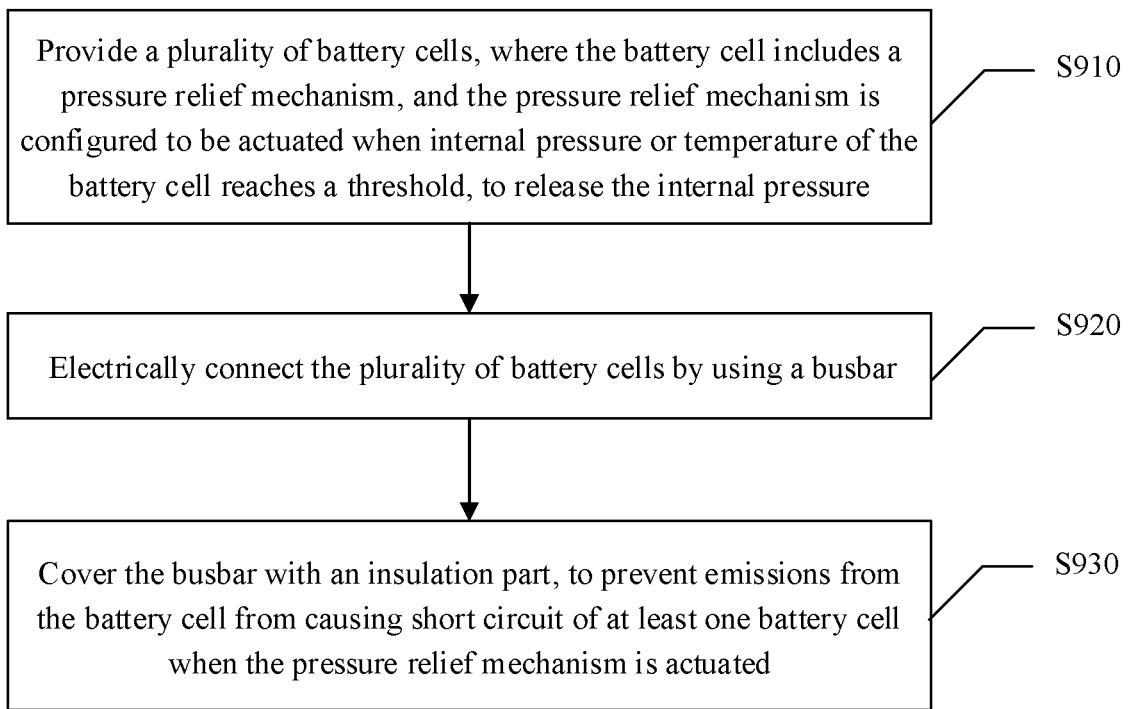 Provide a plurality of battery cells, where the battery cell includes a
pressure relief mechanism, and the pressure relief mechanism is
configured to be actuated when internal pressure or temperature of the
battery cell reaches a threshold, to release the internal pressure
S910
Electrically connect the plurality of battery cells by using a busbar
S920
Cover the busbar with an insulation part, to prevent emissions from
the battery cell from causing short circuit of at least one battery cell
when the pressure relief mechanism is actuated
S930